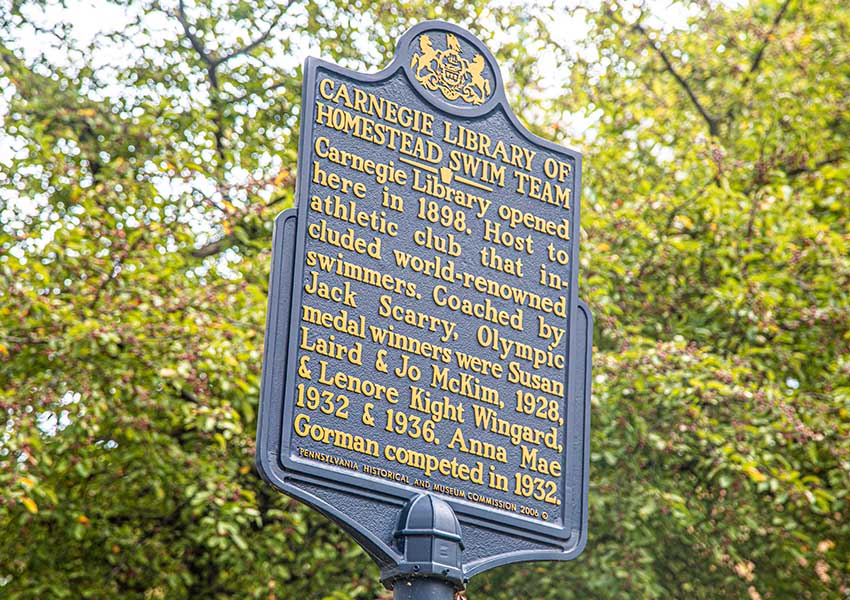 CARNEGIE LIBRARY OF
HOMESTEAD SWIM TEAM
Carnegie Library opened
here in 1898. Host to
athletic club that in-
cluded world-renowned
swimmers. Coached by
Jack Scarry, Olympic
medal winners were Susan
Laird & Jo McKim, 1928,
& Lenore Kight Wingard,
1932 & 1936. Anna Mae
Gorman competed in 1932.
PENNSYLVANIA HISTORICAL AND MUSEUM COMMISSION 2006 ©